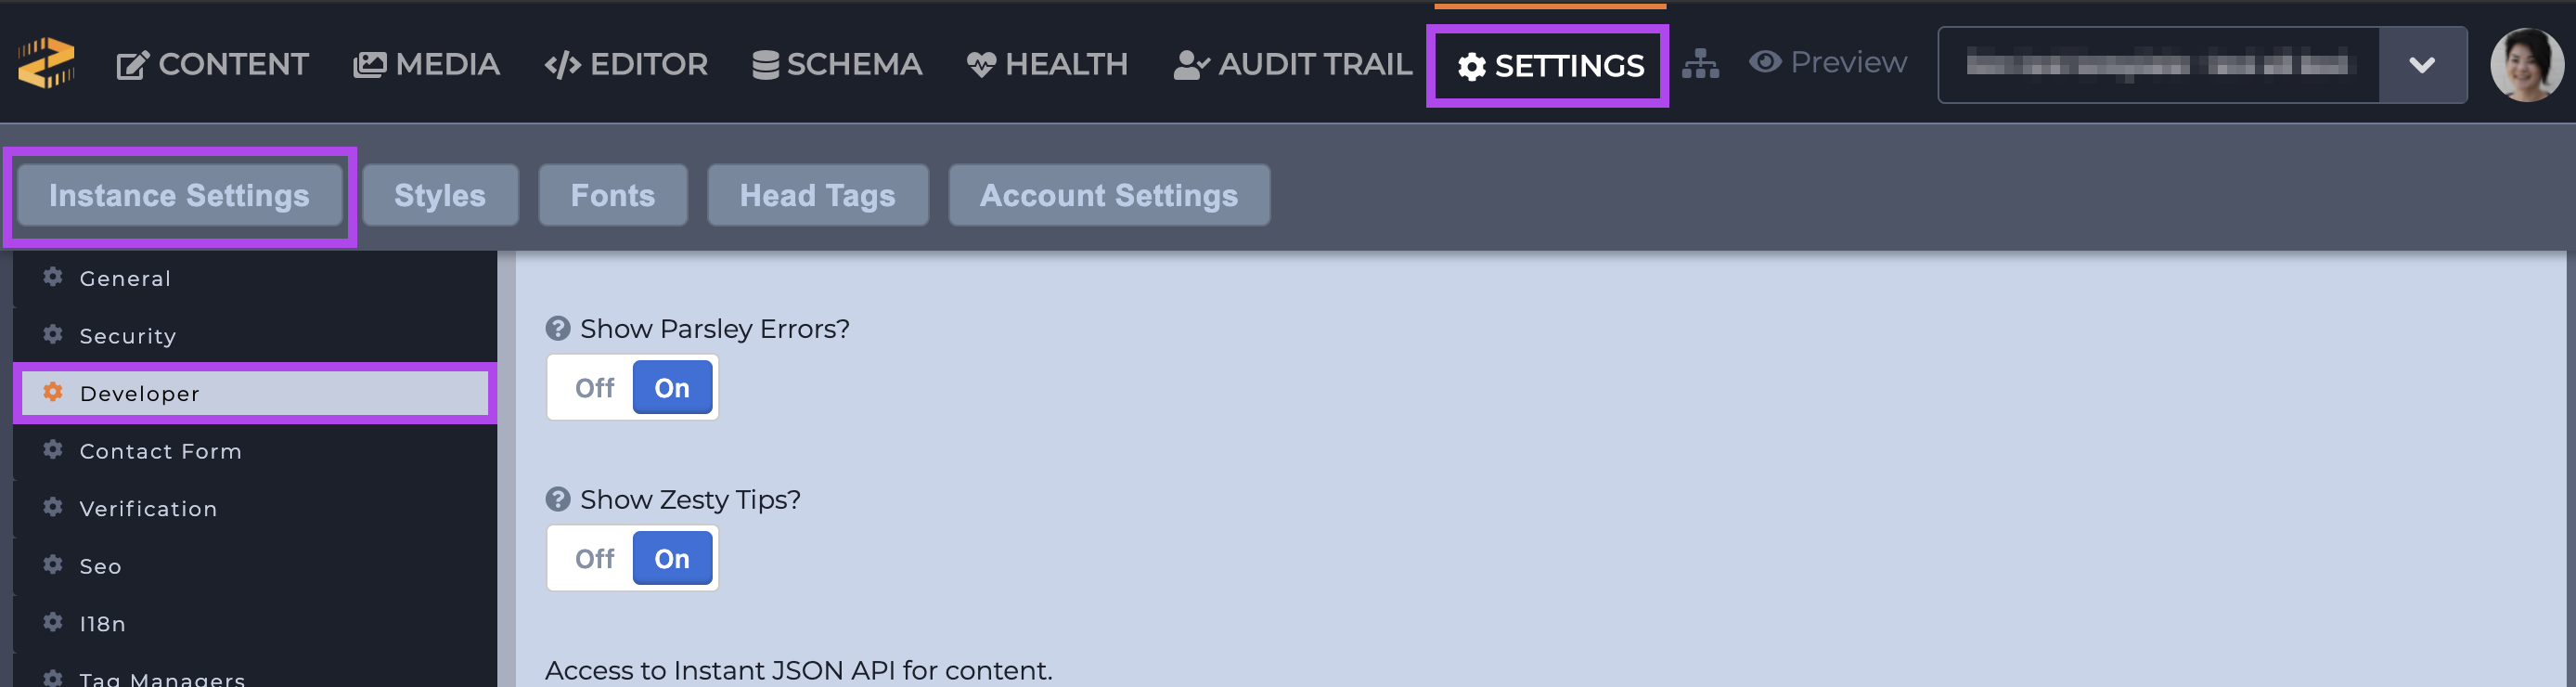 CONTENT MEDIA EDITOR SCHEMA HEALTH AUDIT TRAIL SETTINGS Preview
Instance Settings Styles Fonts Head Tags Account Settings
General
Security
Developer
Contact Form
Verification
Seo
I18n
Tag Managers
Show Parsley Errors?
Off On
Show Zesty Tips?
Off On
Access to Instant JSON API for content.